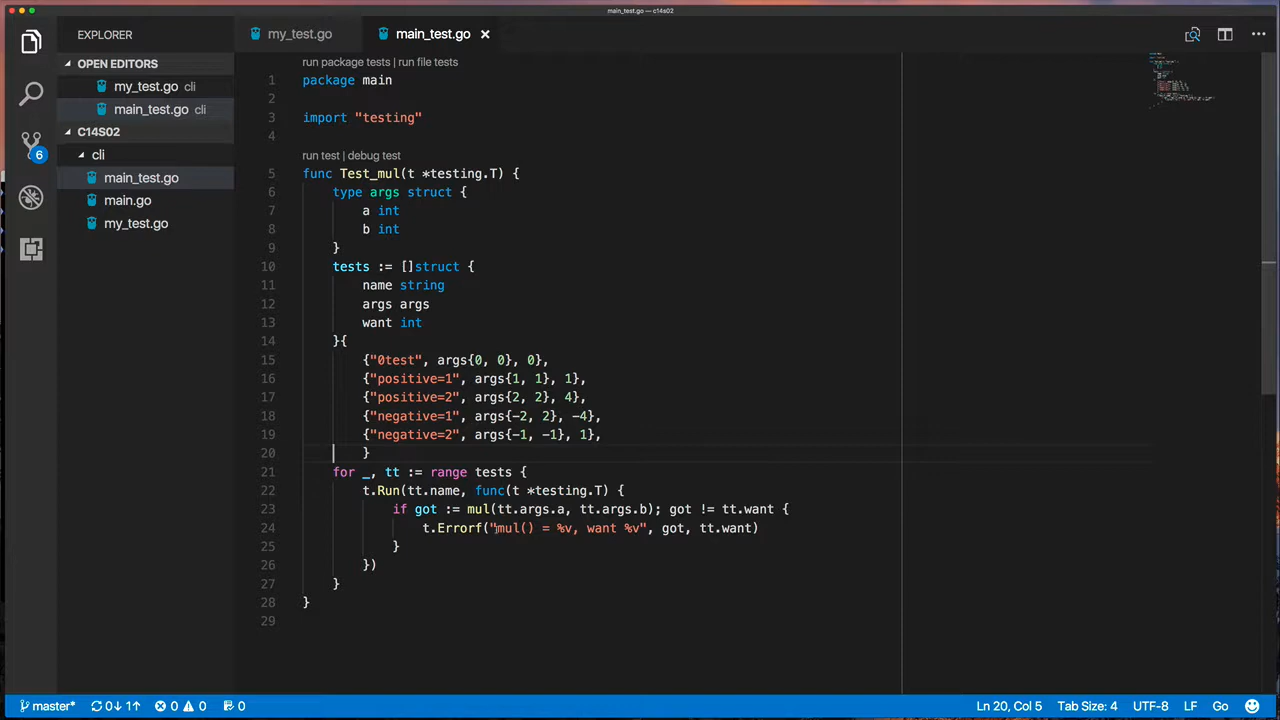 main_test.go — c14s02
EXPLORER
my_test.go
main_test.go
OPEN EDITORS
my_test.go cli
main_test.go cli
C14S02
cli
main_test.go
main.go
my_test.go
6
run package tests | run file tests
1 package main
2
3 import "testing"
4
run test | debug test
5 func Test_mul(t *testing.T) {
6 type args struct {
7 a int
8 b int
9 }
10 tests := []struct {
11 name string
12 args args
13 want int
14 }{
15 {"0test", args{0, 0}, 0},
16 {"positive=1", args{1, 1}, 1},
17 {"positive=2", args{2, 2}, 4},
18 {"negative=1", args{-2, 2}, -4},
19 {"negative=2", args{-1, -1}, 1},
20 }
21 for _, tt := range tests {
22 t.Run(tt.name, func(t *testing.T) {
23 if got := mul(tt.args.a, tt.args.b); got != tt.want {
24 t.Errorf("mul() = %v, want %v", got, tt.want)
25 }
26 })
27 }
28 }
29
master* 0↓ 1↑ 0 0 0
Ln 20, Col 5 Tab Size: 4 UTF-8 LF Go